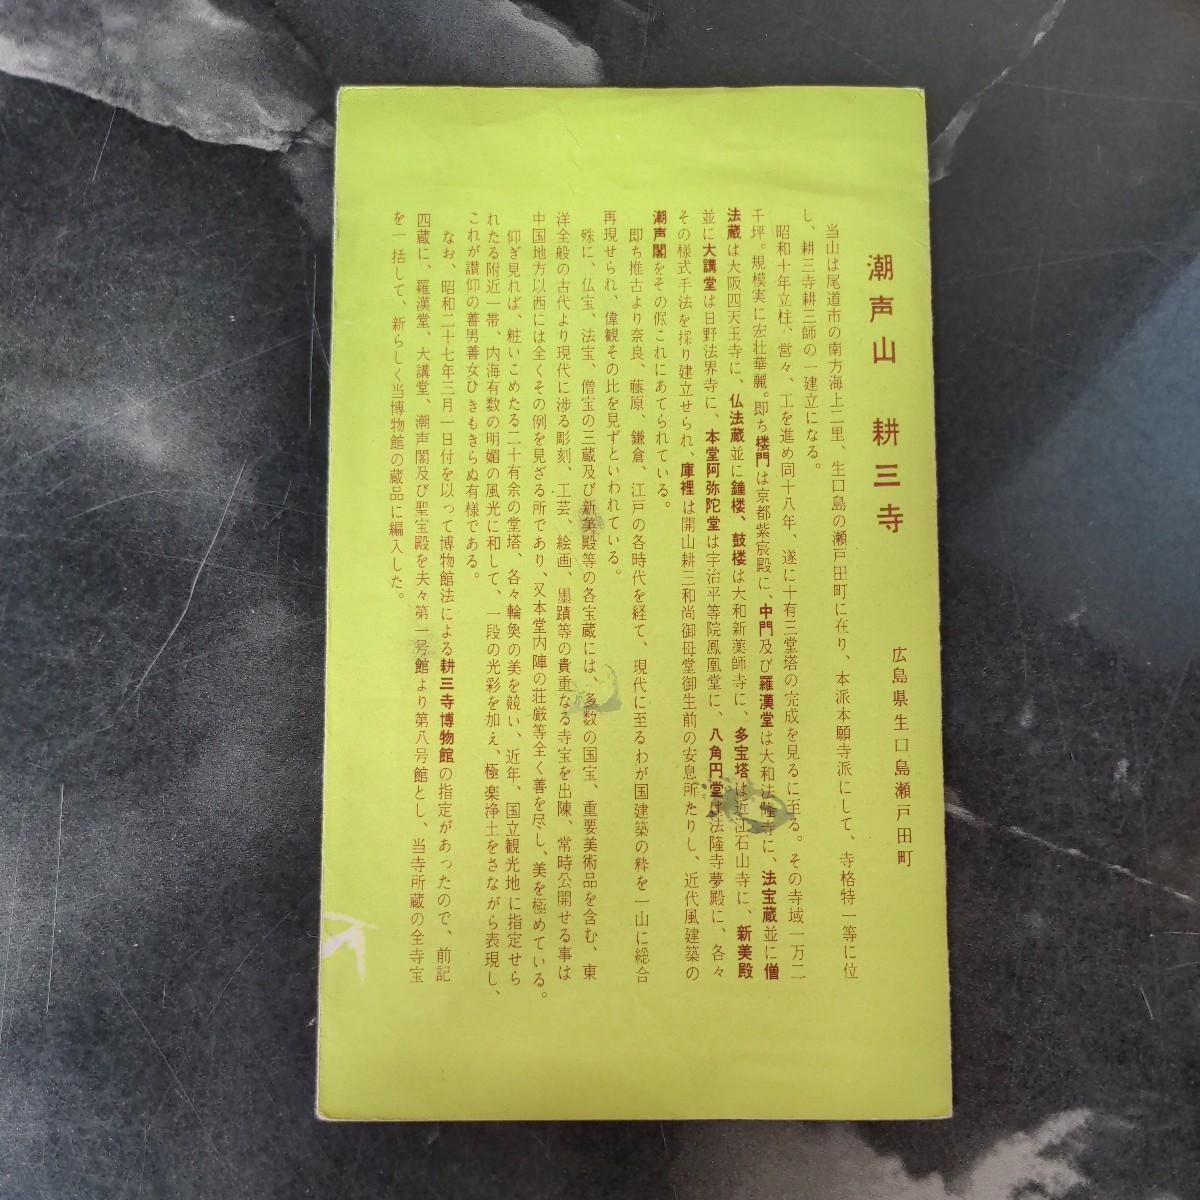 潮声山 耕三寺
広島県生口島瀬戸田町
当山は尾道市の南方海上二里、生口島の瀬戸田町に在り、本派本願寺派にして、寺格特一等に位
し、耕三寺耕三師の一建立になる。
昭和十年立柱、営々、工を進め同十八年、遂に十有三堂塔の完成を見るに至る。その寺域一万二
千坪。規模実に宏壮華麗。即ち楼門は京都紫宸殿に、中門及び羅漢堂は大和法隆寺に、法宝蔵並に僧
法蔵は大阪四天王寺に、仏法蔵並に鐘楼、鼓楼は大和新薬師寺に、多宝塔は近江石山寺に、新美殿
並に大講堂は日野法界寺に、本堂阿弥陀堂は宇治平等院鳳凰堂に、八角円堂は法隆寺夢殿に、各々
その様式手法を採り建立せられ、庫裡は開山耕三和尚御母堂御生前の安息所たりし、近代風建築の
潮声閣をその侭これにあてられている。
即ち推古より奈良、藤原、鎌倉、江戸の各時代を経て、現代に至るわが国建築の粋を一山に総合
再現せられ、偉観その比を見ずといわれている。
殊に、仏宝、法宝、僧宝の三蔵及び新美殿等の各宝蔵には、多数の国宝、重要美術品を含む、東
洋全般の古代より現代に渉る彫刻、工芸、絵画、墨蹟等の貴重なる寺宝を出陳、常時公開せる事は
中国地方以西には全くその例を見ざる所であり、又本堂内陣の荘厳等全く善を尽し、美を極めている。
仰ぎ見れば、粧いこめたる二十有余の堂塔、各々輪奐の美を競い、近年、国立観光地に指定せら
れたる附近一帯、内海有数の明媚の風光に和して、一段の光彩を加え、極楽浄土をさながら表現し、
これが讃仰の善男善女ひきもきらぬ有様である。
なお、昭和二十七年三月一日付を以って博物館法による耕三寺博物館の指定があったので、前記
四蔵に、羅漢堂、大講堂、潮声閣及び聖宝殿を夫々第一号館より第八号館とし、当寺所蔵の全寺宝
を一括して、新らしく当博物館の蔵品に編入した。